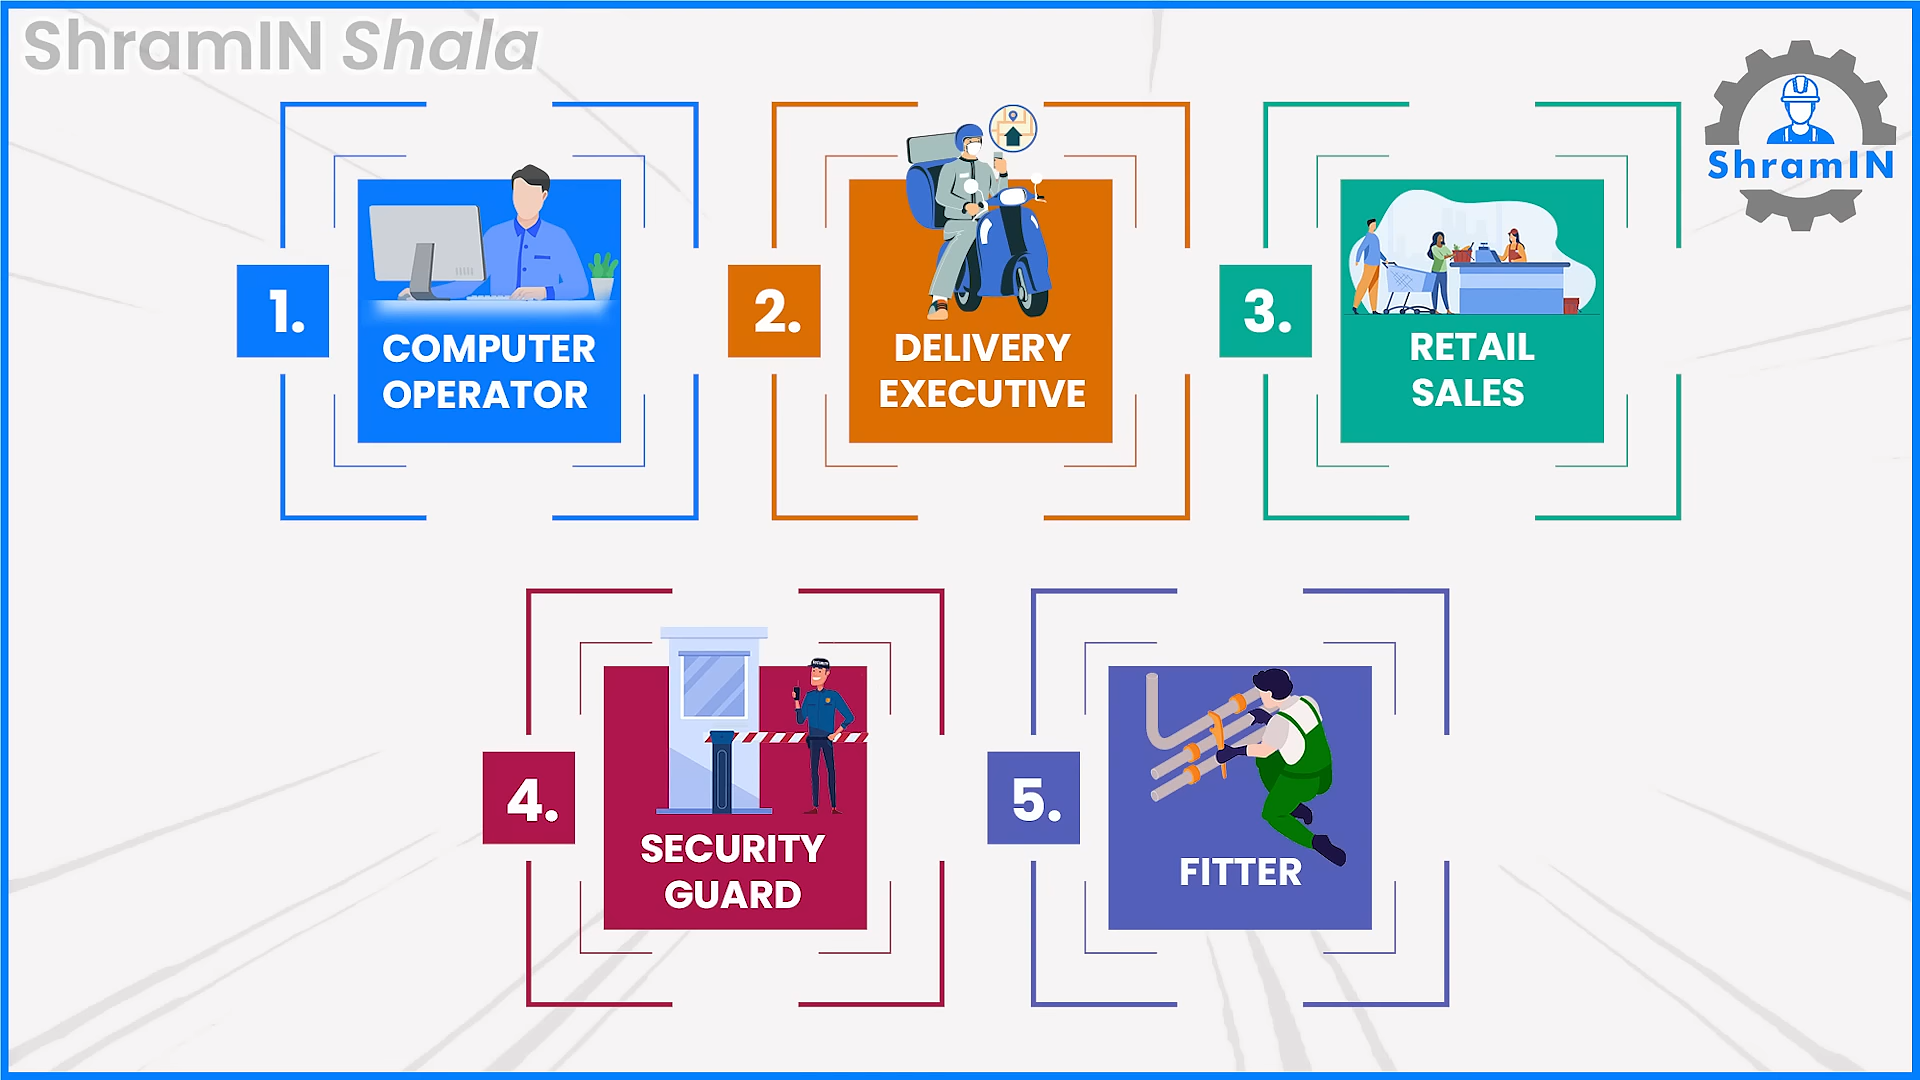 ShramIN Shala
ShramIN
1.
COMPUTER
OPERATOR
2.
DELIVERY
EXECUTIVE
3.
RETAIL
SALES
4.
SECURITY
GUARD
5.
FITTER